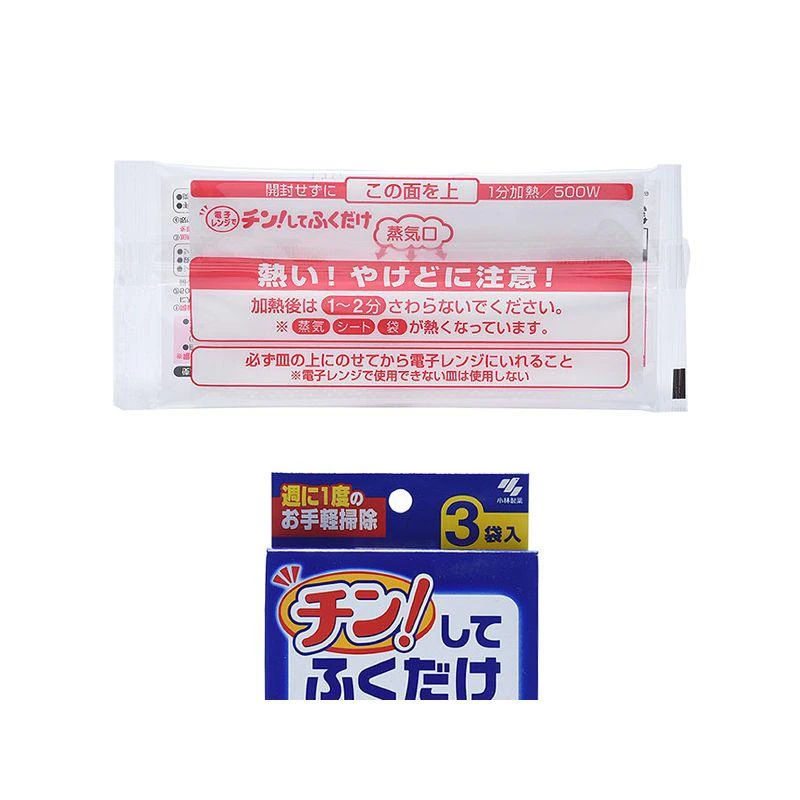 開封せずに この面を上 1分加熱/500W
電子レンジで チン!してふくだけ
蒸気口
熱い!やけどに注意!
加熱後は 1〜2分 さわらないでください。
※ 蒸気 シート 袋 が熱くなっています。
必ず皿の上にのせてから電子レンジにいれること
※電子レンジで使用できない皿は使用しない
週に1度の
お手軽掃除
小林製薬
3袋入
チン!して
ふくだけ